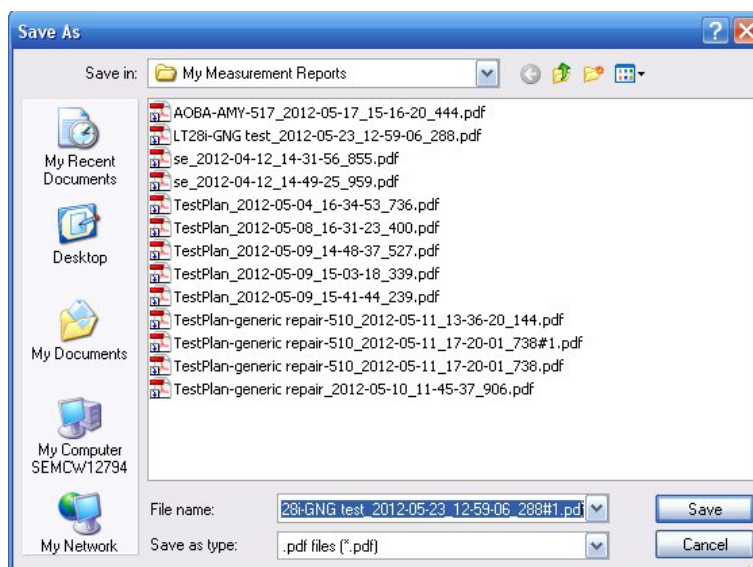 Save As
Save in: My Measurement Reports
My Recent
Documents
Desktop
My Documents
My Computer
SEMCW12794
My Network
AOBA-AMY-517_2012-05-17_15-16-20_444.pdf
LT28i-GNG test_2012-05-23_12-59-06_288.pdf
se_2012-04-12_14-31-56_855.pdf
se_2012-04-12_14-49-25_959.pdf
TestPlan_2012-05-04_16-34-53_736.pdf
TestPlan_2012-05-08_16-31-23_400.pdf
TestPlan_2012-05-09_14-48-37_527.pdf
TestPlan_2012-05-09_15-03-18_339.pdf
TestPlan_2012-05-09_15-41-44_239.pdf
TestPlan-generic repair-510_2012-05-11_13-36-20_144.pdf
TestPlan-generic repair-510_2012-05-11_17-20-01_738#1.pdf
TestPlan-generic repair-510_2012-05-11_17-20-01_738.pdf
TestPlan-generic repair_2012-05-10_11-45-37_906.pdf
File name: 28i-GNG test_2012-05-23_12-59-06_288#1.pdf Save
Save as type: .pdf files (*.pdf) Cancel